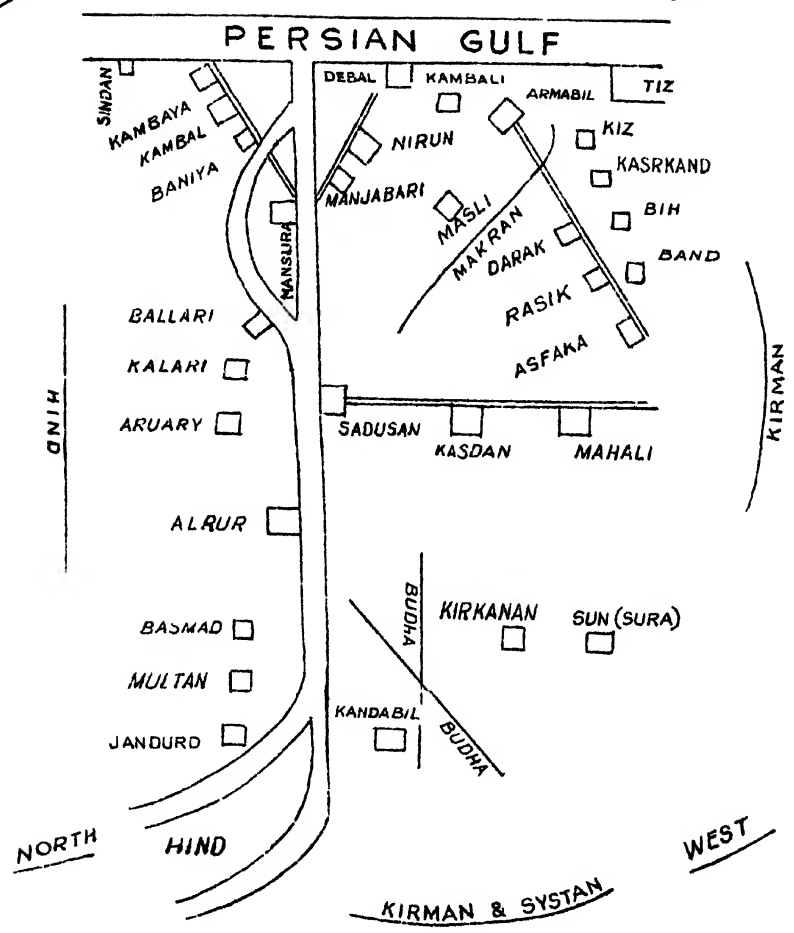 PERSIAN GULF
SINDAN
KAMBAYA
KAMBAL
BANIYA
DEBAL
KAMBALI
ARMABIL
TIZ
NIRUN
KIZ
KASRKAND
MANJABARI
MANSURA
MASLI
MAKRAN
DARAK
BIH
BAND
RASIK
ASFAKA
BALLARI
KALARI
HIND
KIRMAN
ARUARY
SADUSAN
KASDAN
MAHALI
ALRUR
BUDHA
KIRKANAN
SUN (SURA)
BASMAD
MULTAN
KANDABIL
JANDURD
BUDHA
NORTH
HIND
WEST
KIRMAN & SYSTAN